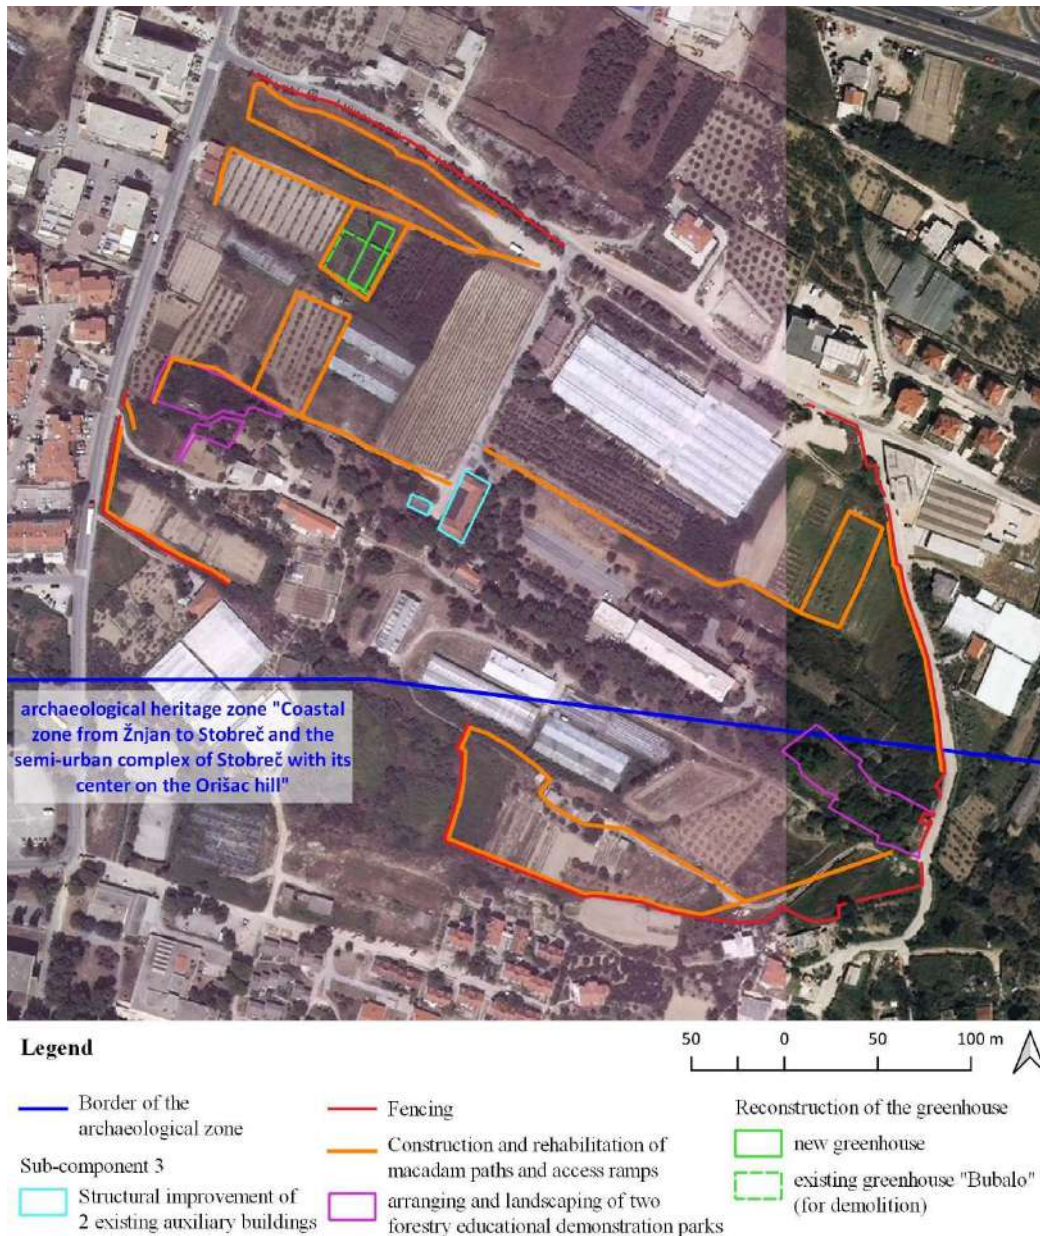 archaeological heritage zone "Coastal
zone from Žnjan to Stobreč and the
semi-urban complex of Stobreč with its
center on the Orišac hill"
Legend
50 0 50 100 m
Border of the
archaeological zone
Sub-component 3
Structural improvement of
2 existing auxiliary buildings
Fencing
Construction and rehabilitation of
macadam paths and access ramps
arranging and landscaping of two
forestry educational demonstration parks
Reconstruction of the greenhouse
new greenhouse
existing greenhouse "Bubalo"
(for demolition)